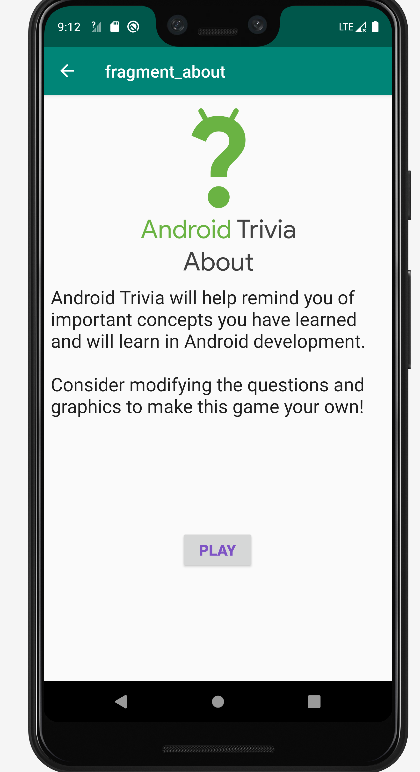 9:12 LTE
fragment_about
?
Android Trivia
About
Android Trivia will help remind you of
important concepts you have learned
and will learn in Android development.
Consider modifying the questions and
graphics to make this game your own!
PLAY